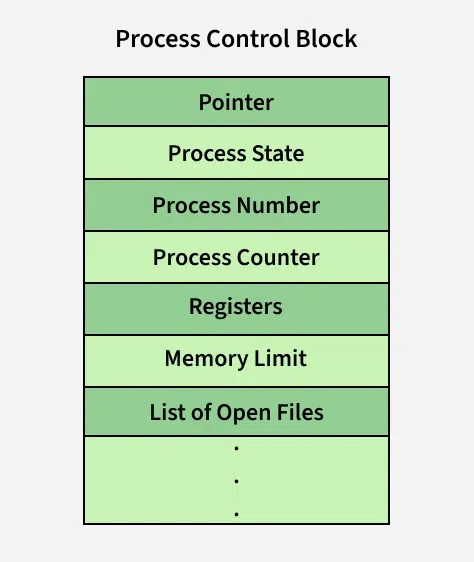 Process Control Block
Pointer
Process State
Process Number
Process Counter
Registers
Memory Limit
List of Open Files
.
.
.